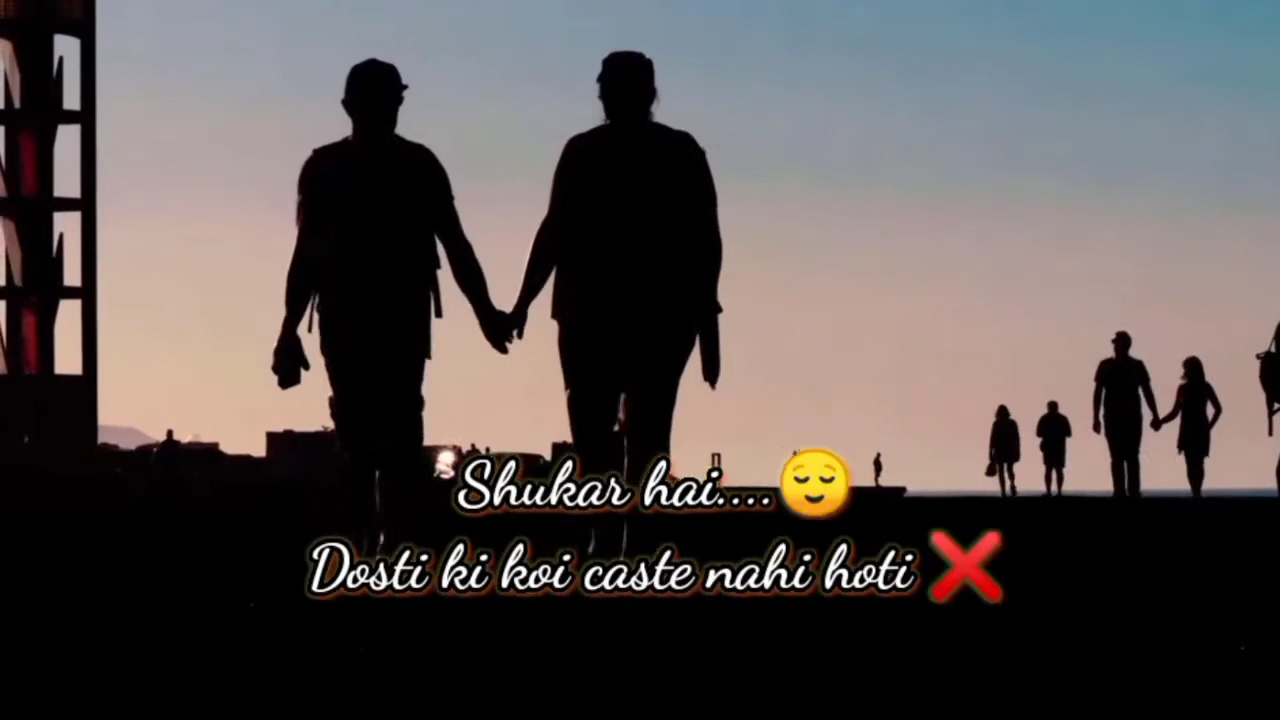 Shukar hai....😌
Dosti ki koi caste nahi hoti ❌